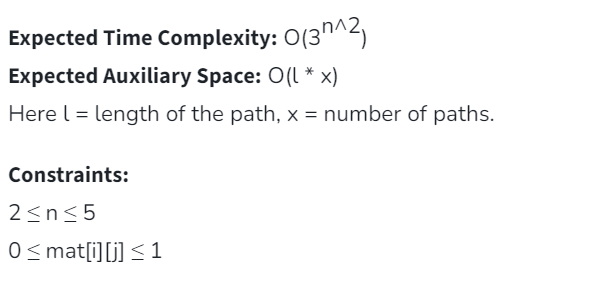 Expected Time Complexity: O(3^n^2)
Expected Auxiliary Space: O(l * x)
Here l = length of the path, x = number of paths.
Constraints:
2 ≤ n ≤ 5
0 ≤ mat[i][j] ≤ 1